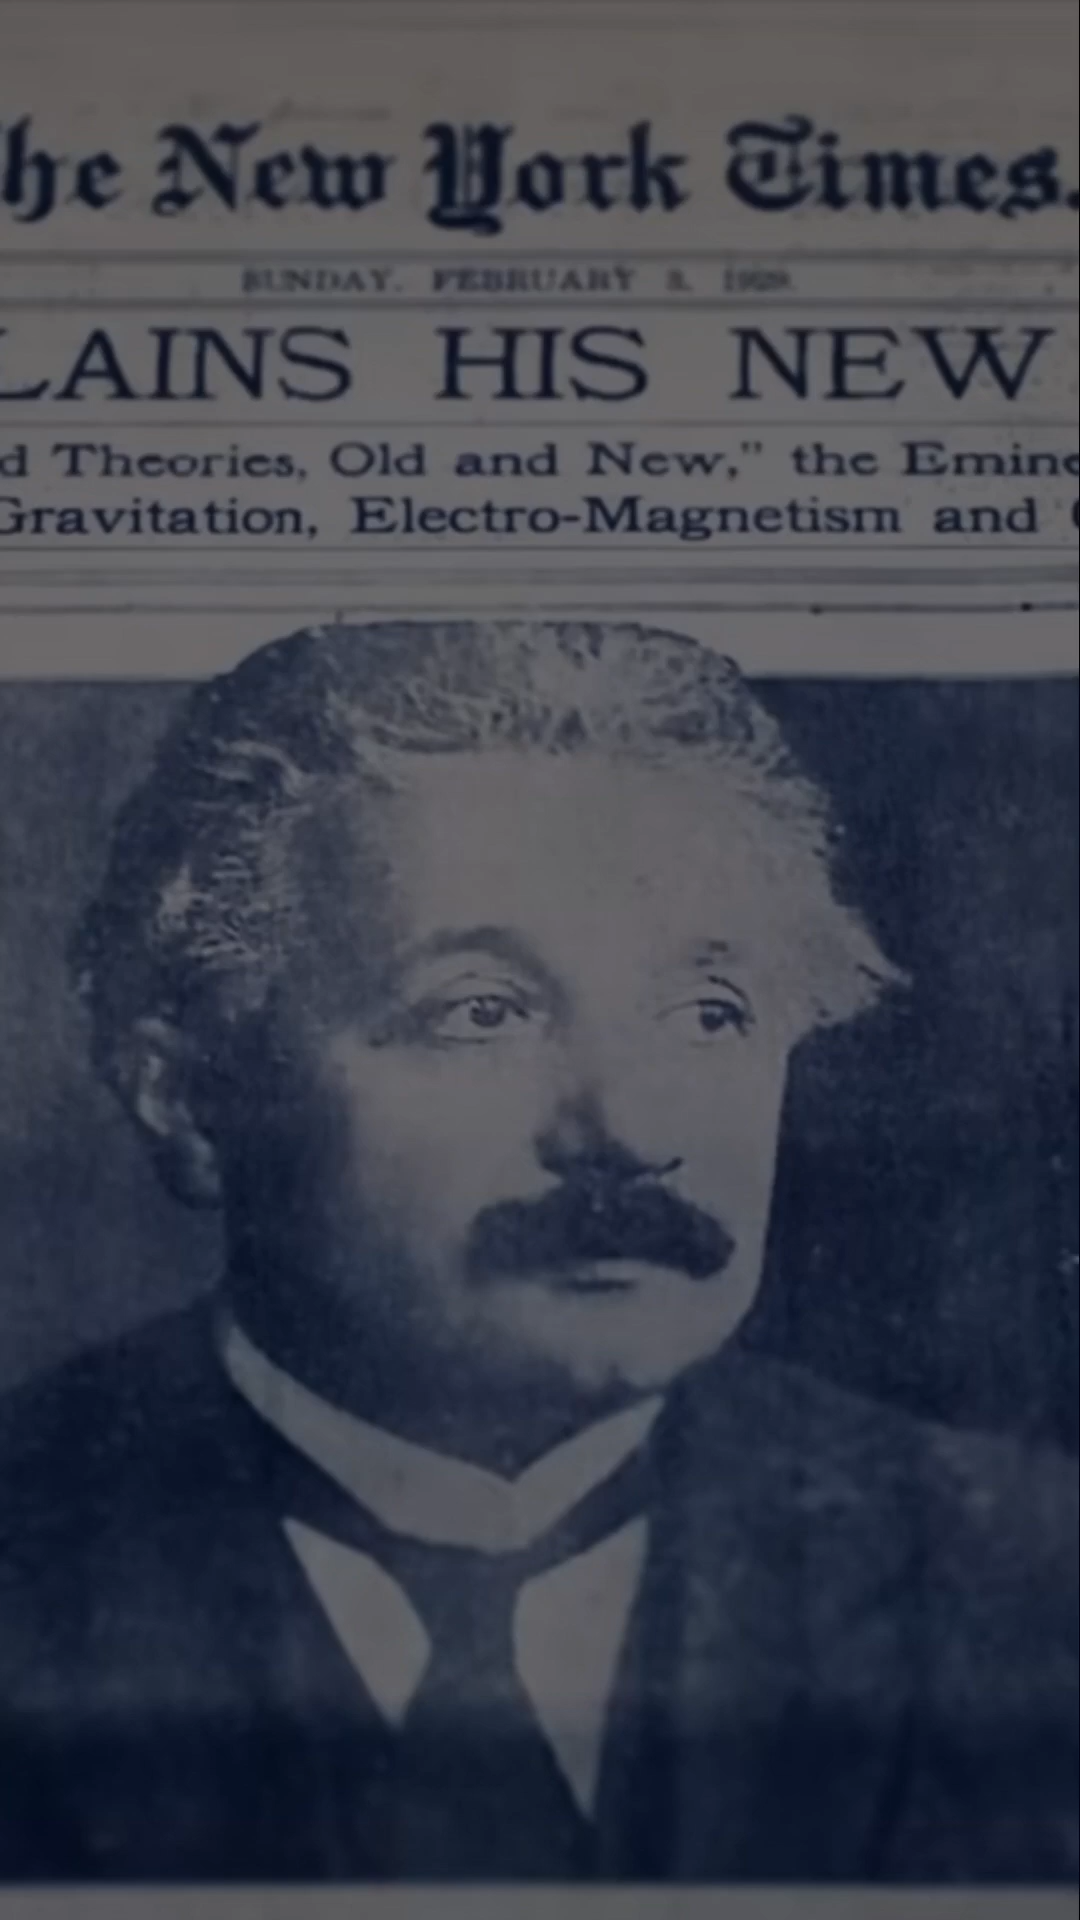 he New York Times.
SUNDAY, FEBRUARY 3, 1929.
LAINS HIS NEW
d Theories, Old and New," the Emine
Gravitation, Electro-Magnetism and